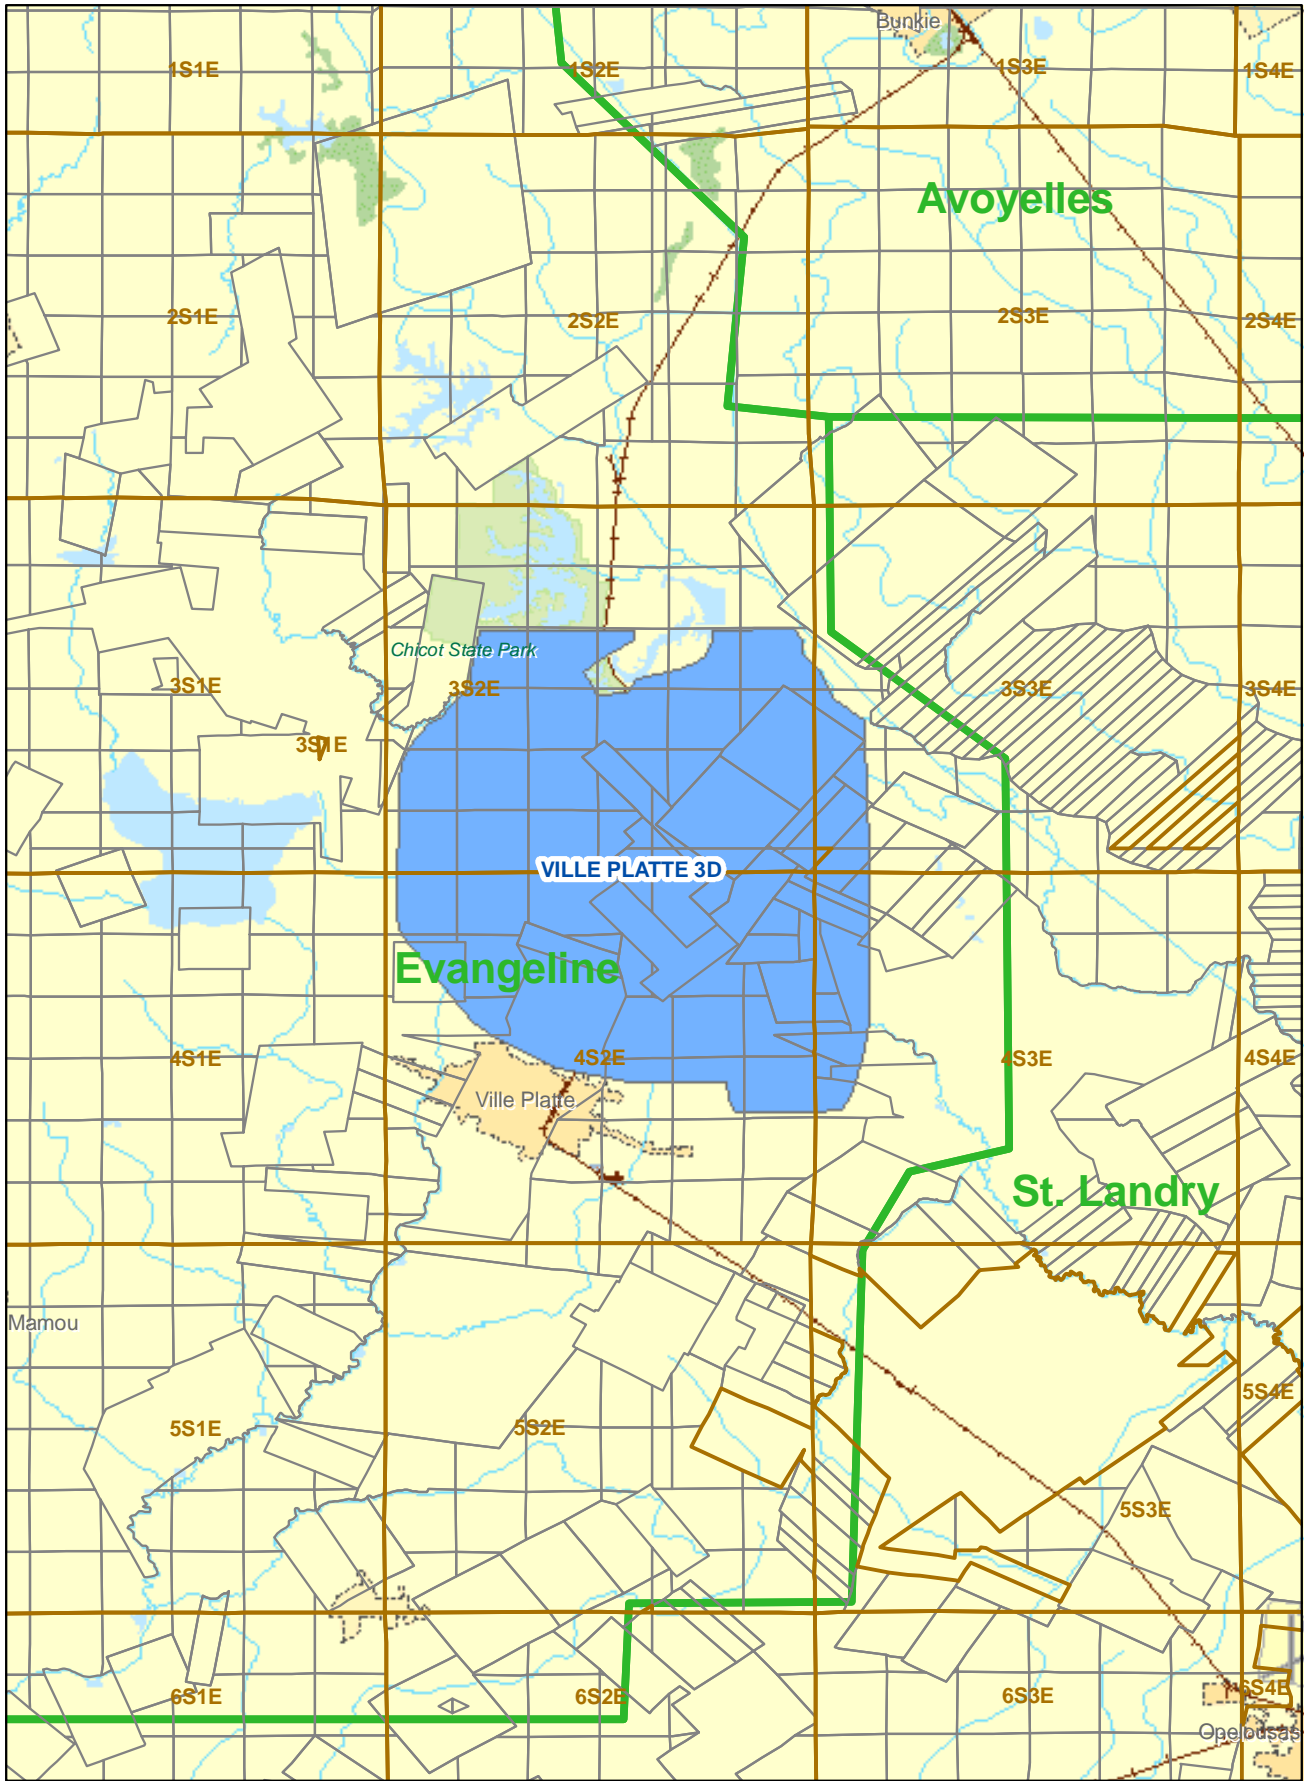 Bunkie
1S1E
1S2E
1S3E
1S4E
Avoyelles
2S1E
2S2E
2S3E
2S4E
Chicot State Park
3S1E
3S2E
3S3E
3S4E
3S1E
VILLE PLATTE 3D
Evangeline
4S1E
4S2E
4S3E
4S4E
Ville Platte
St. Landry
Mamou
5S1E
5S2E
5S4E
5S3E
6S1E
6S2E
6S3E
6S4E
Opelousas